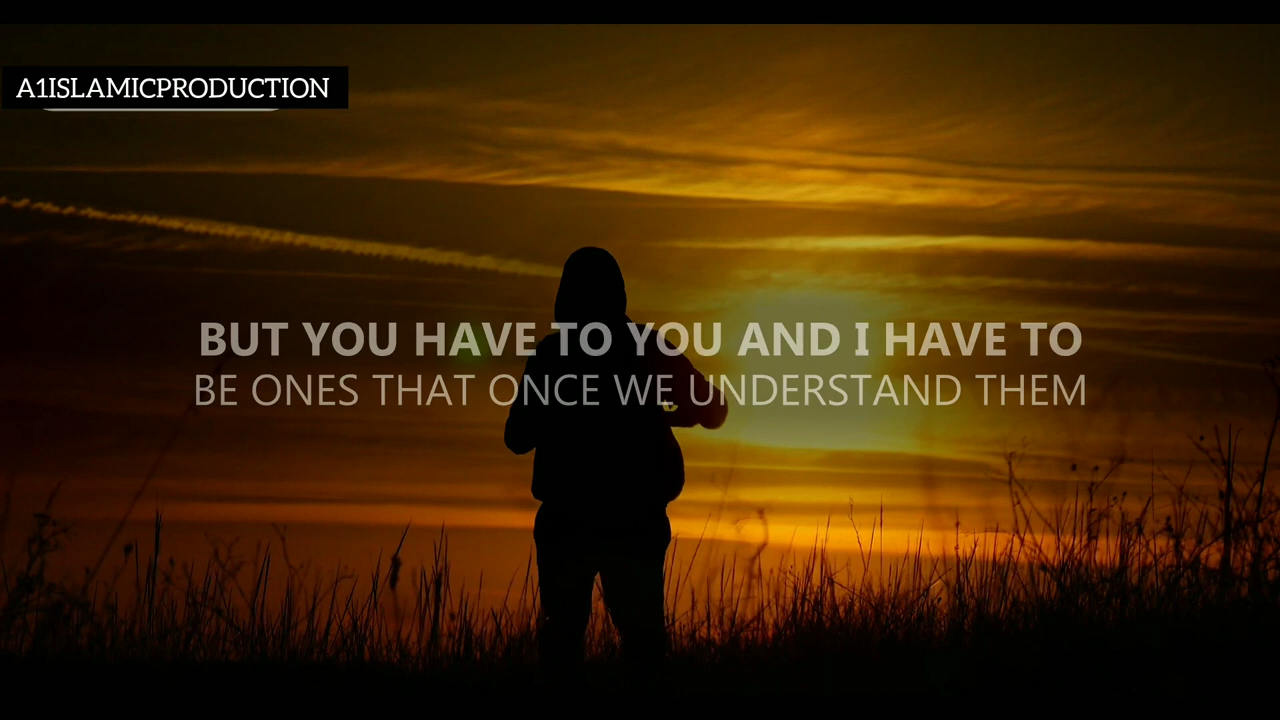 A1ISLAMICPRODUCTION
BUT YOU HAVE TO YOU AND I HAVE TO
BE ONES THAT ONCE WE UNDERSTAND THEM